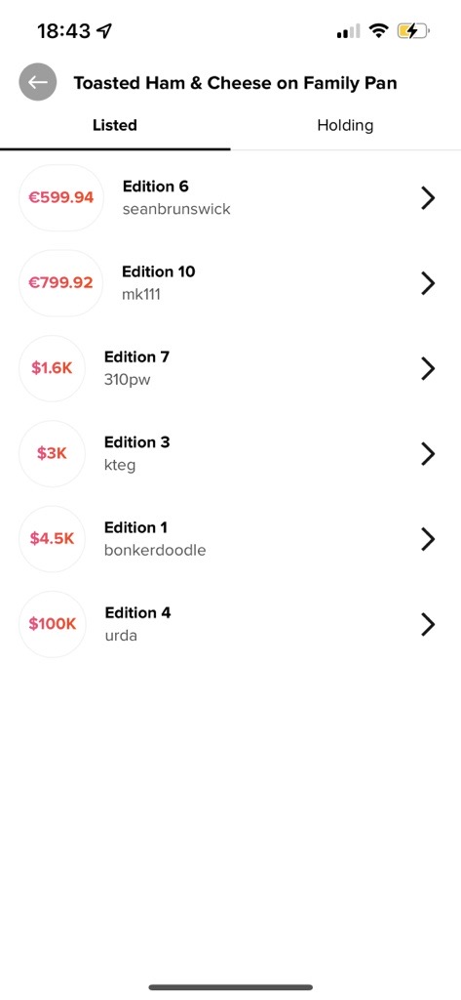 18:43
Toasted Ham & Cheese on Family Pan
Listed
Holding
€599.94
Edition 6
seanbrunswick
€799.92
Edition 10
mk111
$1.6K
Edition 7
310pw
$3K
Edition 3
kteg
$4.5K
Edition 1
bonkerdoodle
$100K
Edition 4
urda